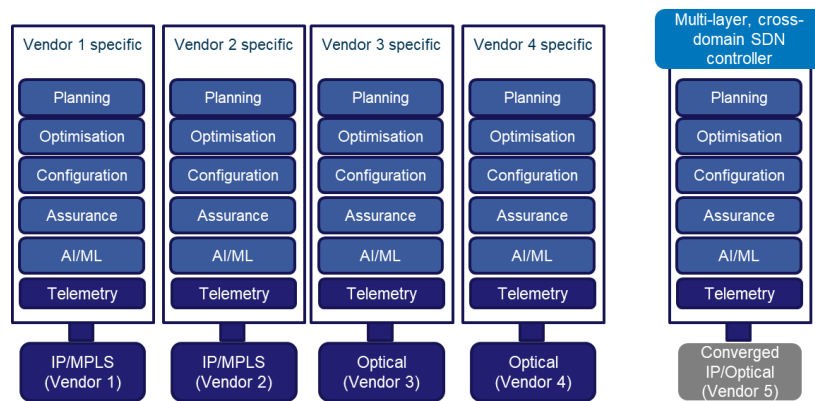 Vendor 1 specific
Planning
Optimisation
Configuration
Assurance
AI/ML
Telemetry
IP/MPLS
(Vendor 1)
Vendor 2 specific
Planning
Optimisation
Configuration
Assurance
AI/ML
Telemetry
IP/MPLS
(Vendor 2)
Vendor 3 specific
Planning
Optimisation
Configuration
Assurance
AI/ML
Telemetry
Optical
(Vendor 3)
Vendor 4 specific
Planning
Optimisation
Configuration
Assurance
AI/ML
Telemetry
Optical
(Vendor 4)
Multi-layer, cross-
domain SDN
controller
Planning
Optimisation
Configuration
Assurance
AI/ML
Telemetry
Converged
IP/Optical
(Vendor 5)